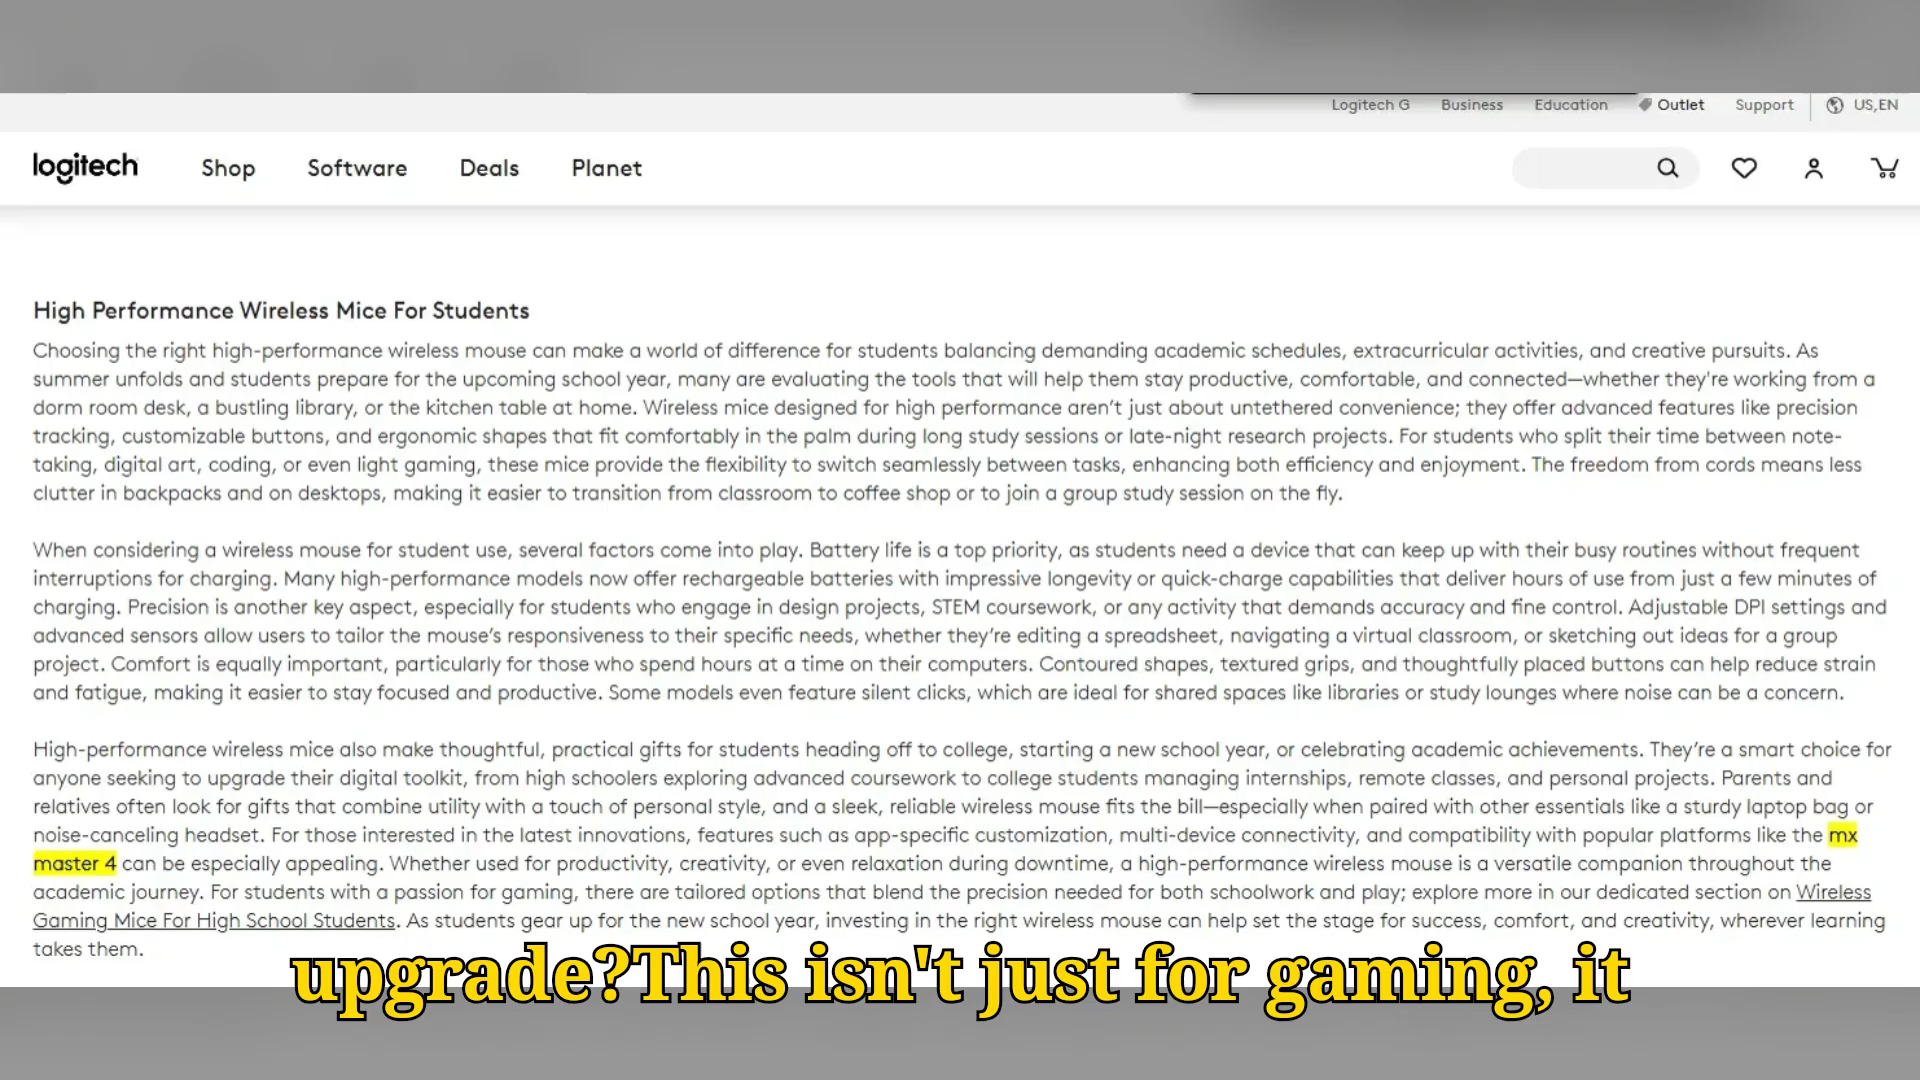 Logitech G Business Education Outlet Support US,EN
logitech Shop Software Deals Planet
High Performance Wireless Mice For Students
Choosing the right high-performance wireless mouse can make a world of difference for students balancing demanding academic schedules, extracurricular activities, and creative pursuits. As
summer unfolds and students prepare for the upcoming school year, many are evaluating the tools that will help them stay productive, comfortable, and connected—whether they're working from a
dorm room desk, a bustling library, or the kitchen table at home. Wireless mice designed for high performance aren’t just about untethered convenience; they offer advanced features like precision
tracking, customizable buttons, and ergonomic shapes that fit comfortably in the palm during long study sessions or late-night research projects. For students who split their time between note-
taking, digital art, coding, or even light gaming, these mice provide the flexibility to switch seamlessly between tasks, enhancing both efficiency and enjoyment. The freedom from cords means less
clutter in backpacks and on desktops, making it easier to transition from classroom to coffee shop or to join a group study session on the fly.
When considering a wireless mouse for student use, several factors come into play. Battery life is a top priority, as students need a device that can keep up with their busy routines without frequent
interruptions for charging. Many high-performance models now offer rechargeable batteries with impressive longevity or quick-charge capabilities that deliver hours of use from just a few minutes of
charging. Precision is another key aspect, especially for students who engage in design projects, STEM coursework, or any activity that demands accuracy and fine control. Adjustable DPI settings and
advanced sensors allow users to tailor the mouse’s responsiveness to their specific needs, whether they’re editing a spreadsheet, navigating a virtual classroom, or sketching out ideas for a group
project. Comfort is equally important, particularly for those who spend hours at a time on their computers. Contoured shapes, textured grips, and thoughtfully placed buttons can help reduce strain
and fatigue, making it easier to stay focused and productive. Some models even feature silent clicks, which are ideal for shared spaces like libraries or study lounges where noise can be a concern.
High-performance wireless mice also make thoughtful, practical gifts for students heading off to college, starting a new school year, or celebrating academic achievements. They’re a smart choice for
anyone seeking to upgrade their digital toolkit, from high schoolers exploring advanced coursework to college students managing internships, remote classes, and personal projects. Parents and
relatives often look for gifts that combine utility with a touch of personal style, and a sleek, reliable wireless mouse fits the bill—especially when paired with other essentials like a sturdy laptop bag or
noise-canceling headset. For those interested in the latest innovations, features such as app-specific customization, multi-device connectivity, and compatibility with popular platforms like the mx
master 4 can be especially appealing. Whether used for productivity, creativity, or even relaxation during downtime, a high-performance wireless mouse is a versatile companion throughout the
academic journey. For students with a passion for gaming, there are tailored options that blend the precision needed for both schoolwork and play; explore more in our dedicated section on Wireless
Gaming Mice For High School Students. As students gear up for the new school year, investing in the right wireless mouse can help set the stage for success, comfort, and creativity, wherever learning
takes them.
upgrade?This isn't just for gaming, it